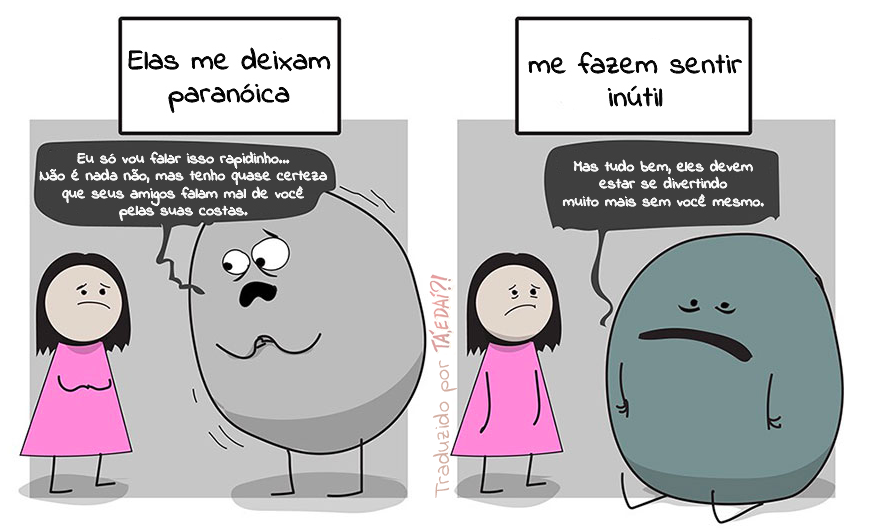 Elas me deixam
paranóica
Eu só vou falar isso rapidinho...
Não é nada não, mas tenho quase certeza
que seus amigos falam mal de você
pelas suas costas.
me fazem sentir
inútil
Mas tudo bem, eles devem
estar se divertindo
muito mais sem você mesmo.
Traduzido por TÁ, E DAÍ?!